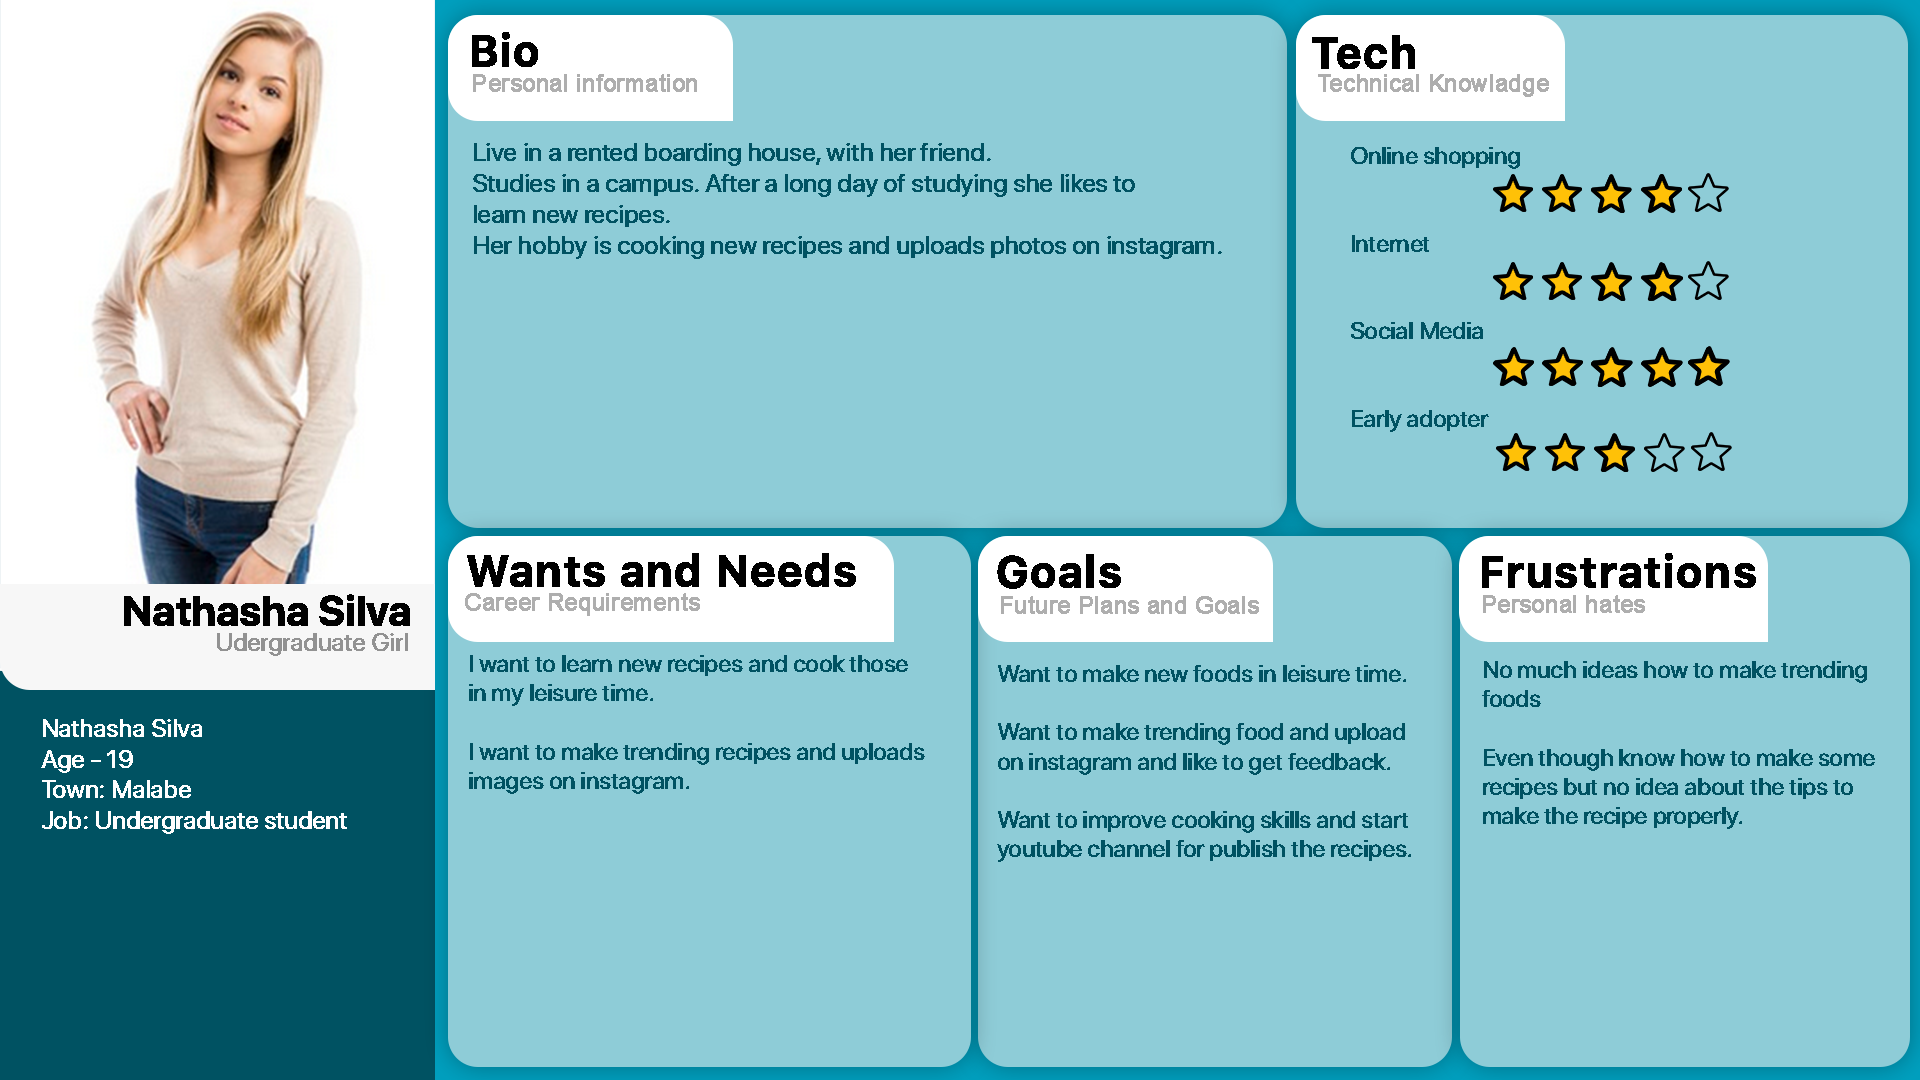 Nathasha Silva
Udergraduate Girl
Nathasha Silva
Age - 19
Town: Malabe
Job: Undergraduate student
Bio
Personal information
Live in a rented boarding house, with her friend.
Studies in a campus. After a long day of studying she likes to
learn new recipes.
Her hobby is cooking new recipes and uploads photos on instagram.
Tech
Technical Knowladge
Online shopping
Internet
Social Media
Early adopter
Wants and Needs
Career Requirements
I want to learn new recipes and cook those
in my leisure time.
I want to make trending recipes and uploads
images on instagram.
Goals
Future Plans and Goals
Want to make new foods in leisure time.
Want to make trending food and upload
on instagram and like to get feedback.
Want to improve cooking skills and start
youtube channel for publish the recipes.
Frustrations
Personal hates
No much ideas how to make trending
foods
Even though know how to make some
recipes but no idea about the tips to
make the recipe properly.